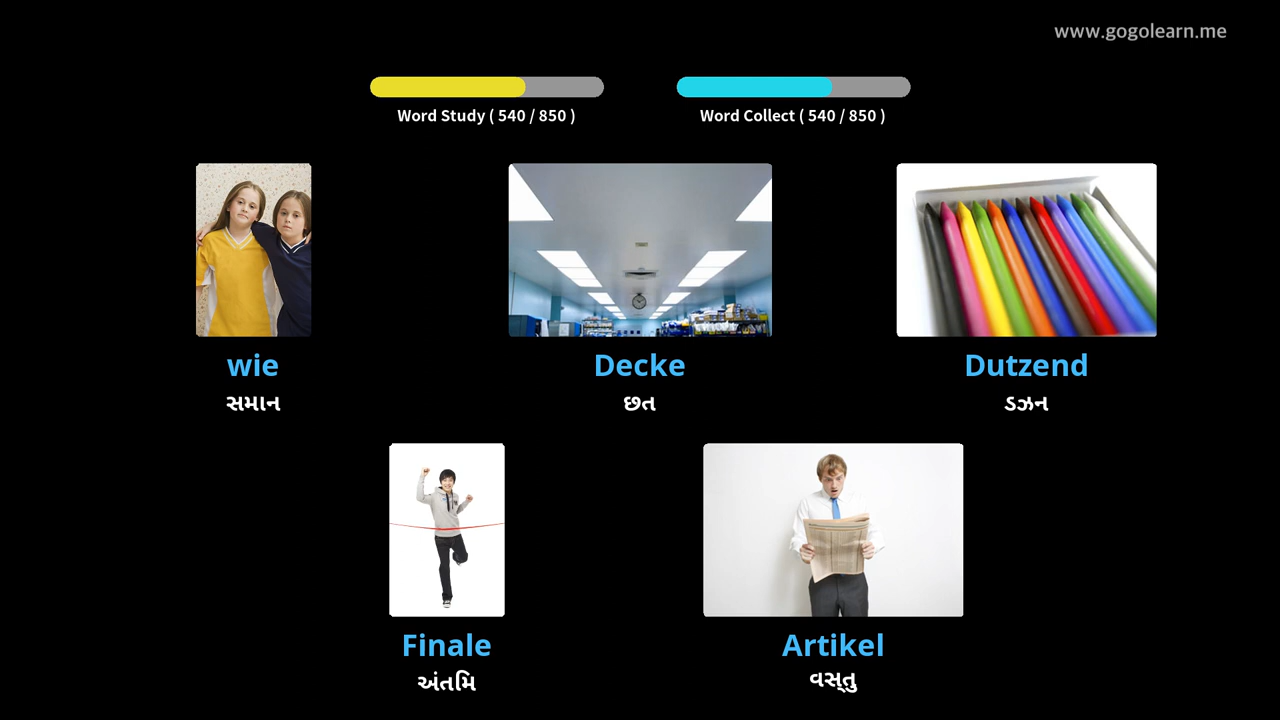 www.gogolearn.me
Word Study ( 540 / 850 )
Word Collect ( 540 / 850 )
wie
સમાન
Decke
છત
Dutzend
ડઝન
Finale
અંતમિ
Artikel
વસ્તુ